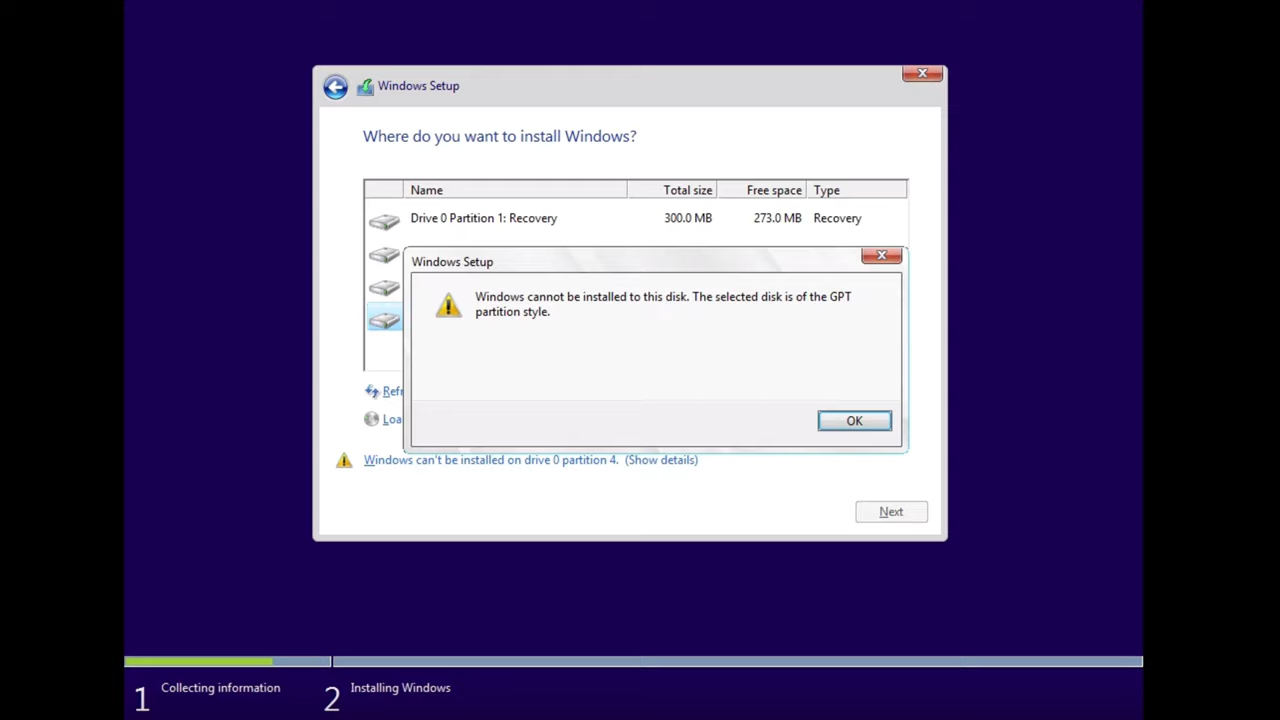 Windows Setup
Where do you want to install Windows?
Name Total size Free space Type
Drive 0 Partition 1: Recovery 300.0 MB 273.0 MB Recovery
Windows Setup
Windows cannot be installed to this disk. The selected disk is of the GPT
partition style.
Refr
OK
Loa
Windows can't be installed on drive 0 partition 4. (Show details)
Next
1 Collecting information 2 Installing Windows